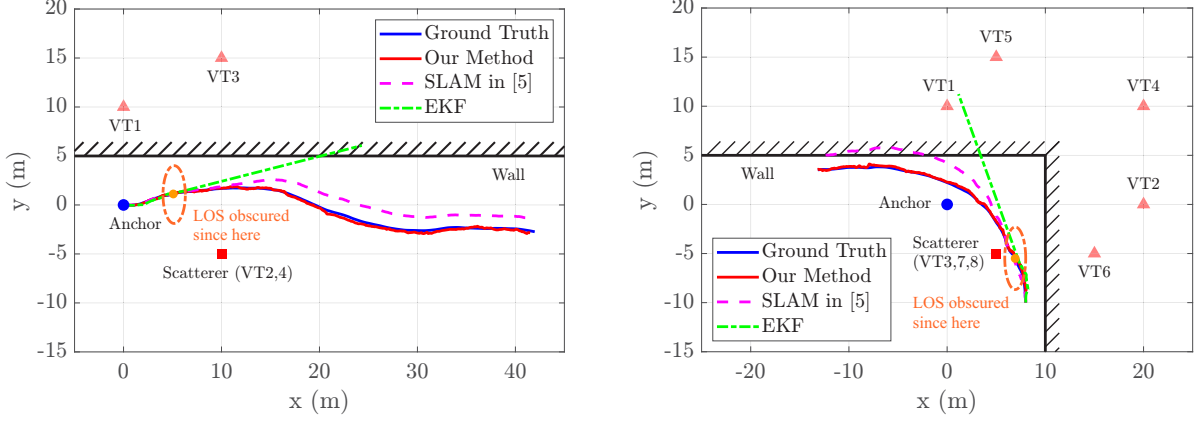 20
15
10
5
0
-5
-10
-15
y (m)
0
10
20
30
40
x (m)
VT3
VT1
Ground Truth
Our Method
SLAM in [5]
EKF
Wall
Anchor
LOS obscured
since here
Scatterer (VT2,4)
20
15
10
5
0
-5
-10
-15
y (m)
-20
-10
0
10
20
x (m)
VT5
VT1
VT4
Wall
VT2
Anchor
Scatterer
(VT3,7,8)
VT6
Ground Truth
Our Method
SLAM in [5]
EKF
LOS obscured
since here